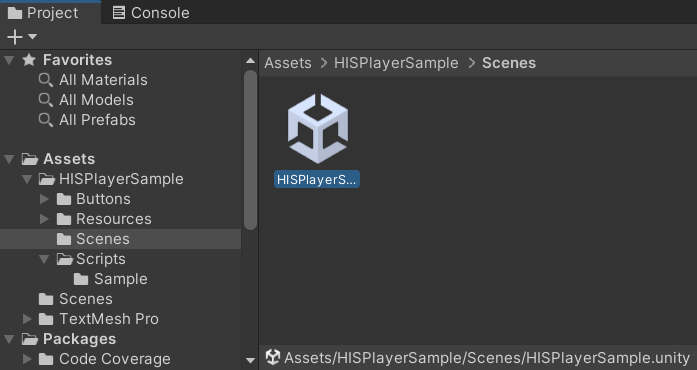 Project
Console
Favorites
All Materials
All Models
All Prefabs
Assets
HISPlayerSample
Buttons
Resources
Scenes
Scripts
Sample
Scenes
TextMesh Pro
Packages
Code Coverage
Assets > HISPlayerSample > Scenes
HISPlayerS...
Assets/HISPlayerSample/Scenes/HISPlayerSample.unity